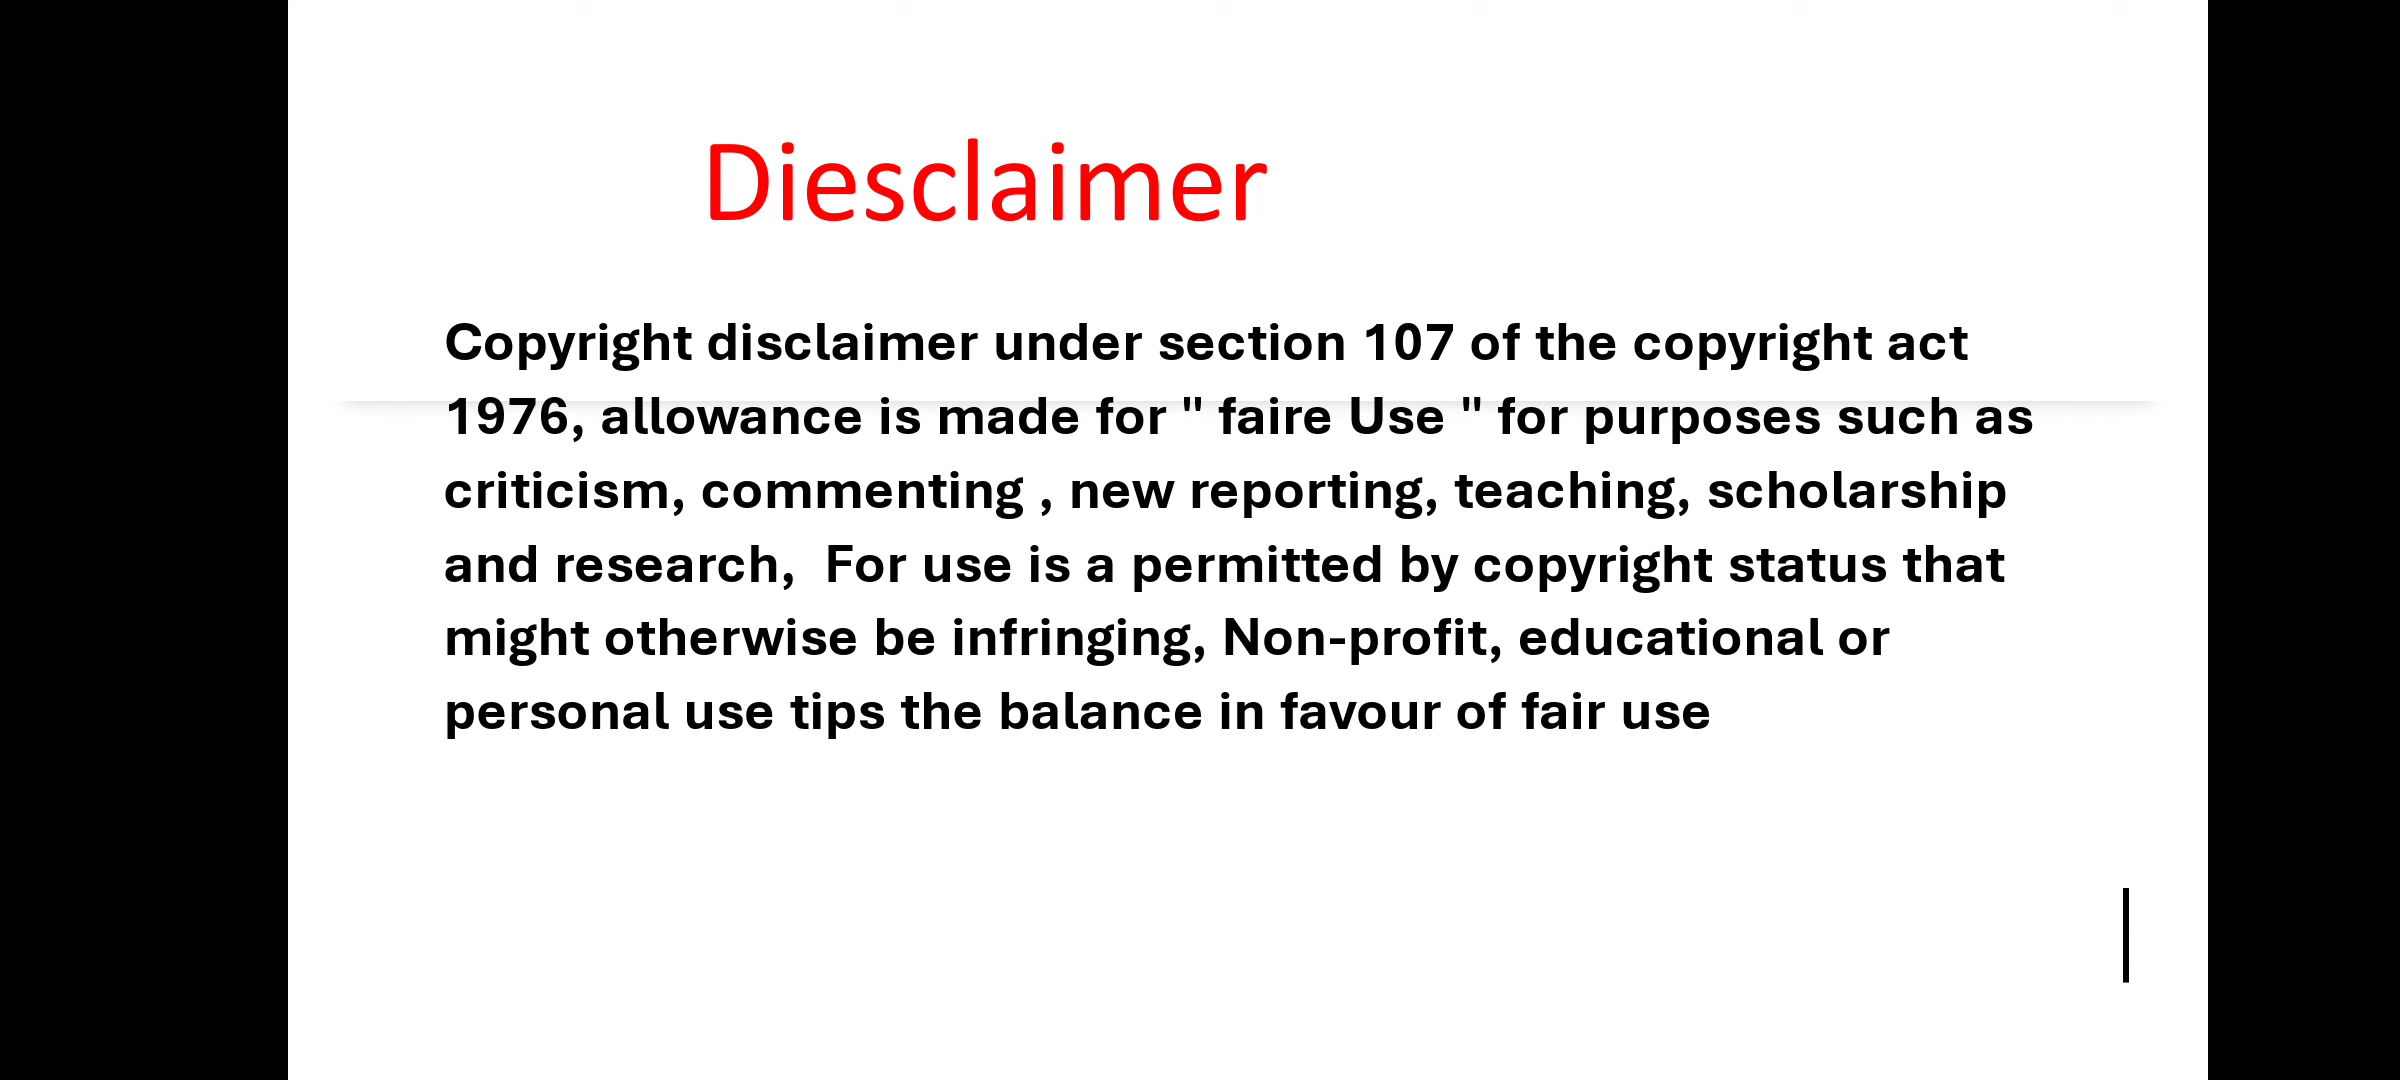 Diesclaimer
Copyright disclaimer under section 107 of the copyright act
1976, allowance is made for " faire Use " for purposes such as
criticism, commenting , new reporting, teaching, scholarship
and research,  For use is a permitted by copyright status that
might otherwise be infringing, Non-profit, educational or
personal use tips the balance in favour of fair use